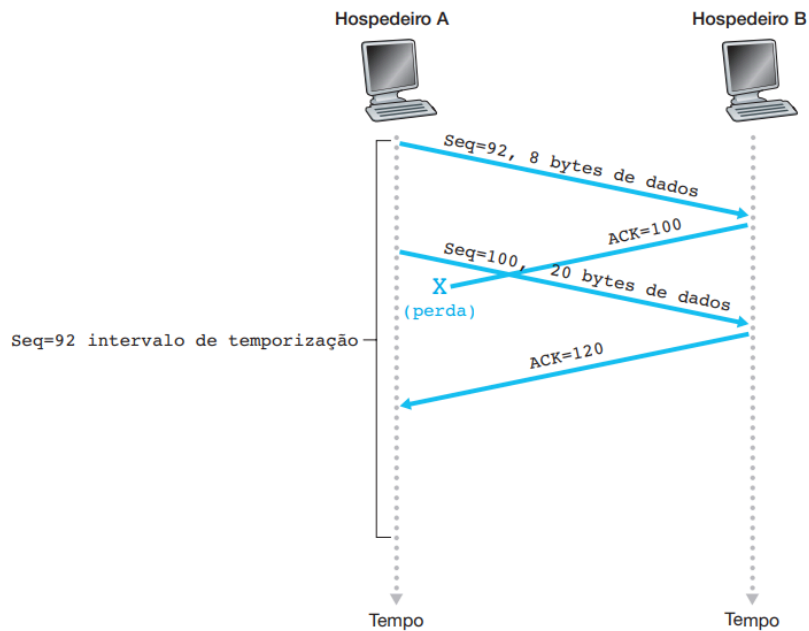 Hospedeiro A
Hospedeiro B
Seq=92, 8 bytes de dados
ACK=100
Seq=100, 20 bytes de dados
X
(perda)
Seq=92 intervalo de temporização
ACK=120
Tempo
Tempo